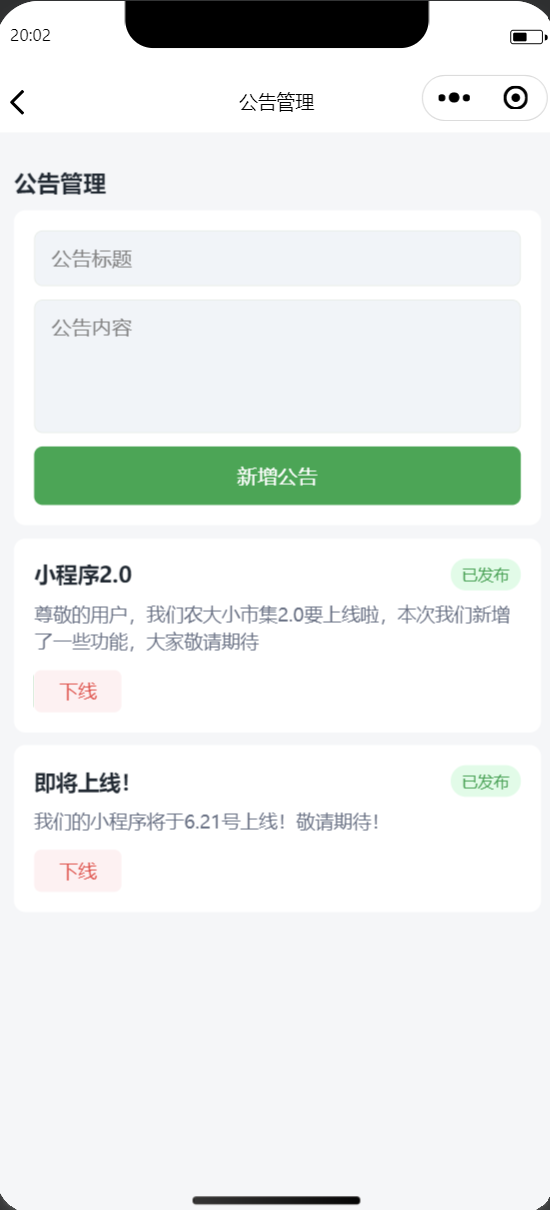 20:02
公告管理
公告管理
公告标题
公告内容
新增公告
小程序2.0
已发布
尊敬的用户，我们农大小市集2.0要上线啦，本次我们新增
了一些功能，大家敬请期待
下线
即将上线！
已发布
我们的小程序将于6.21号上线！敬请期待！
下线